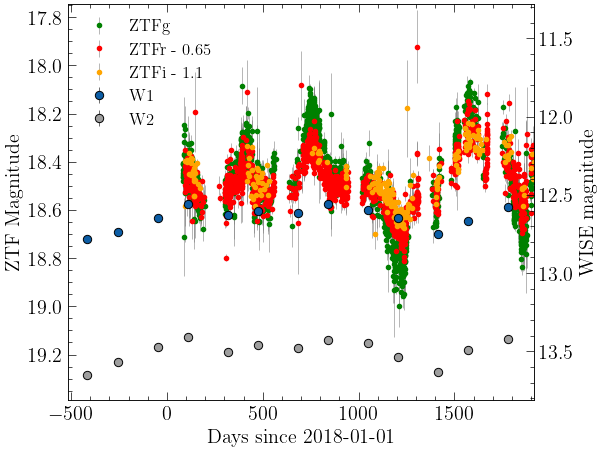 ZTFg
ZTFr - 0.65
ZTFi - 1.1
W1
W2
ZTF Magnitude
17.8
18.0
18.2
18.4
18.6
18.8
19.0
19.2
WISE magnitude
11.5
12.0
12.5
13.0
13.5
−500 0 500 1000 1500
Days since 2018-01-01